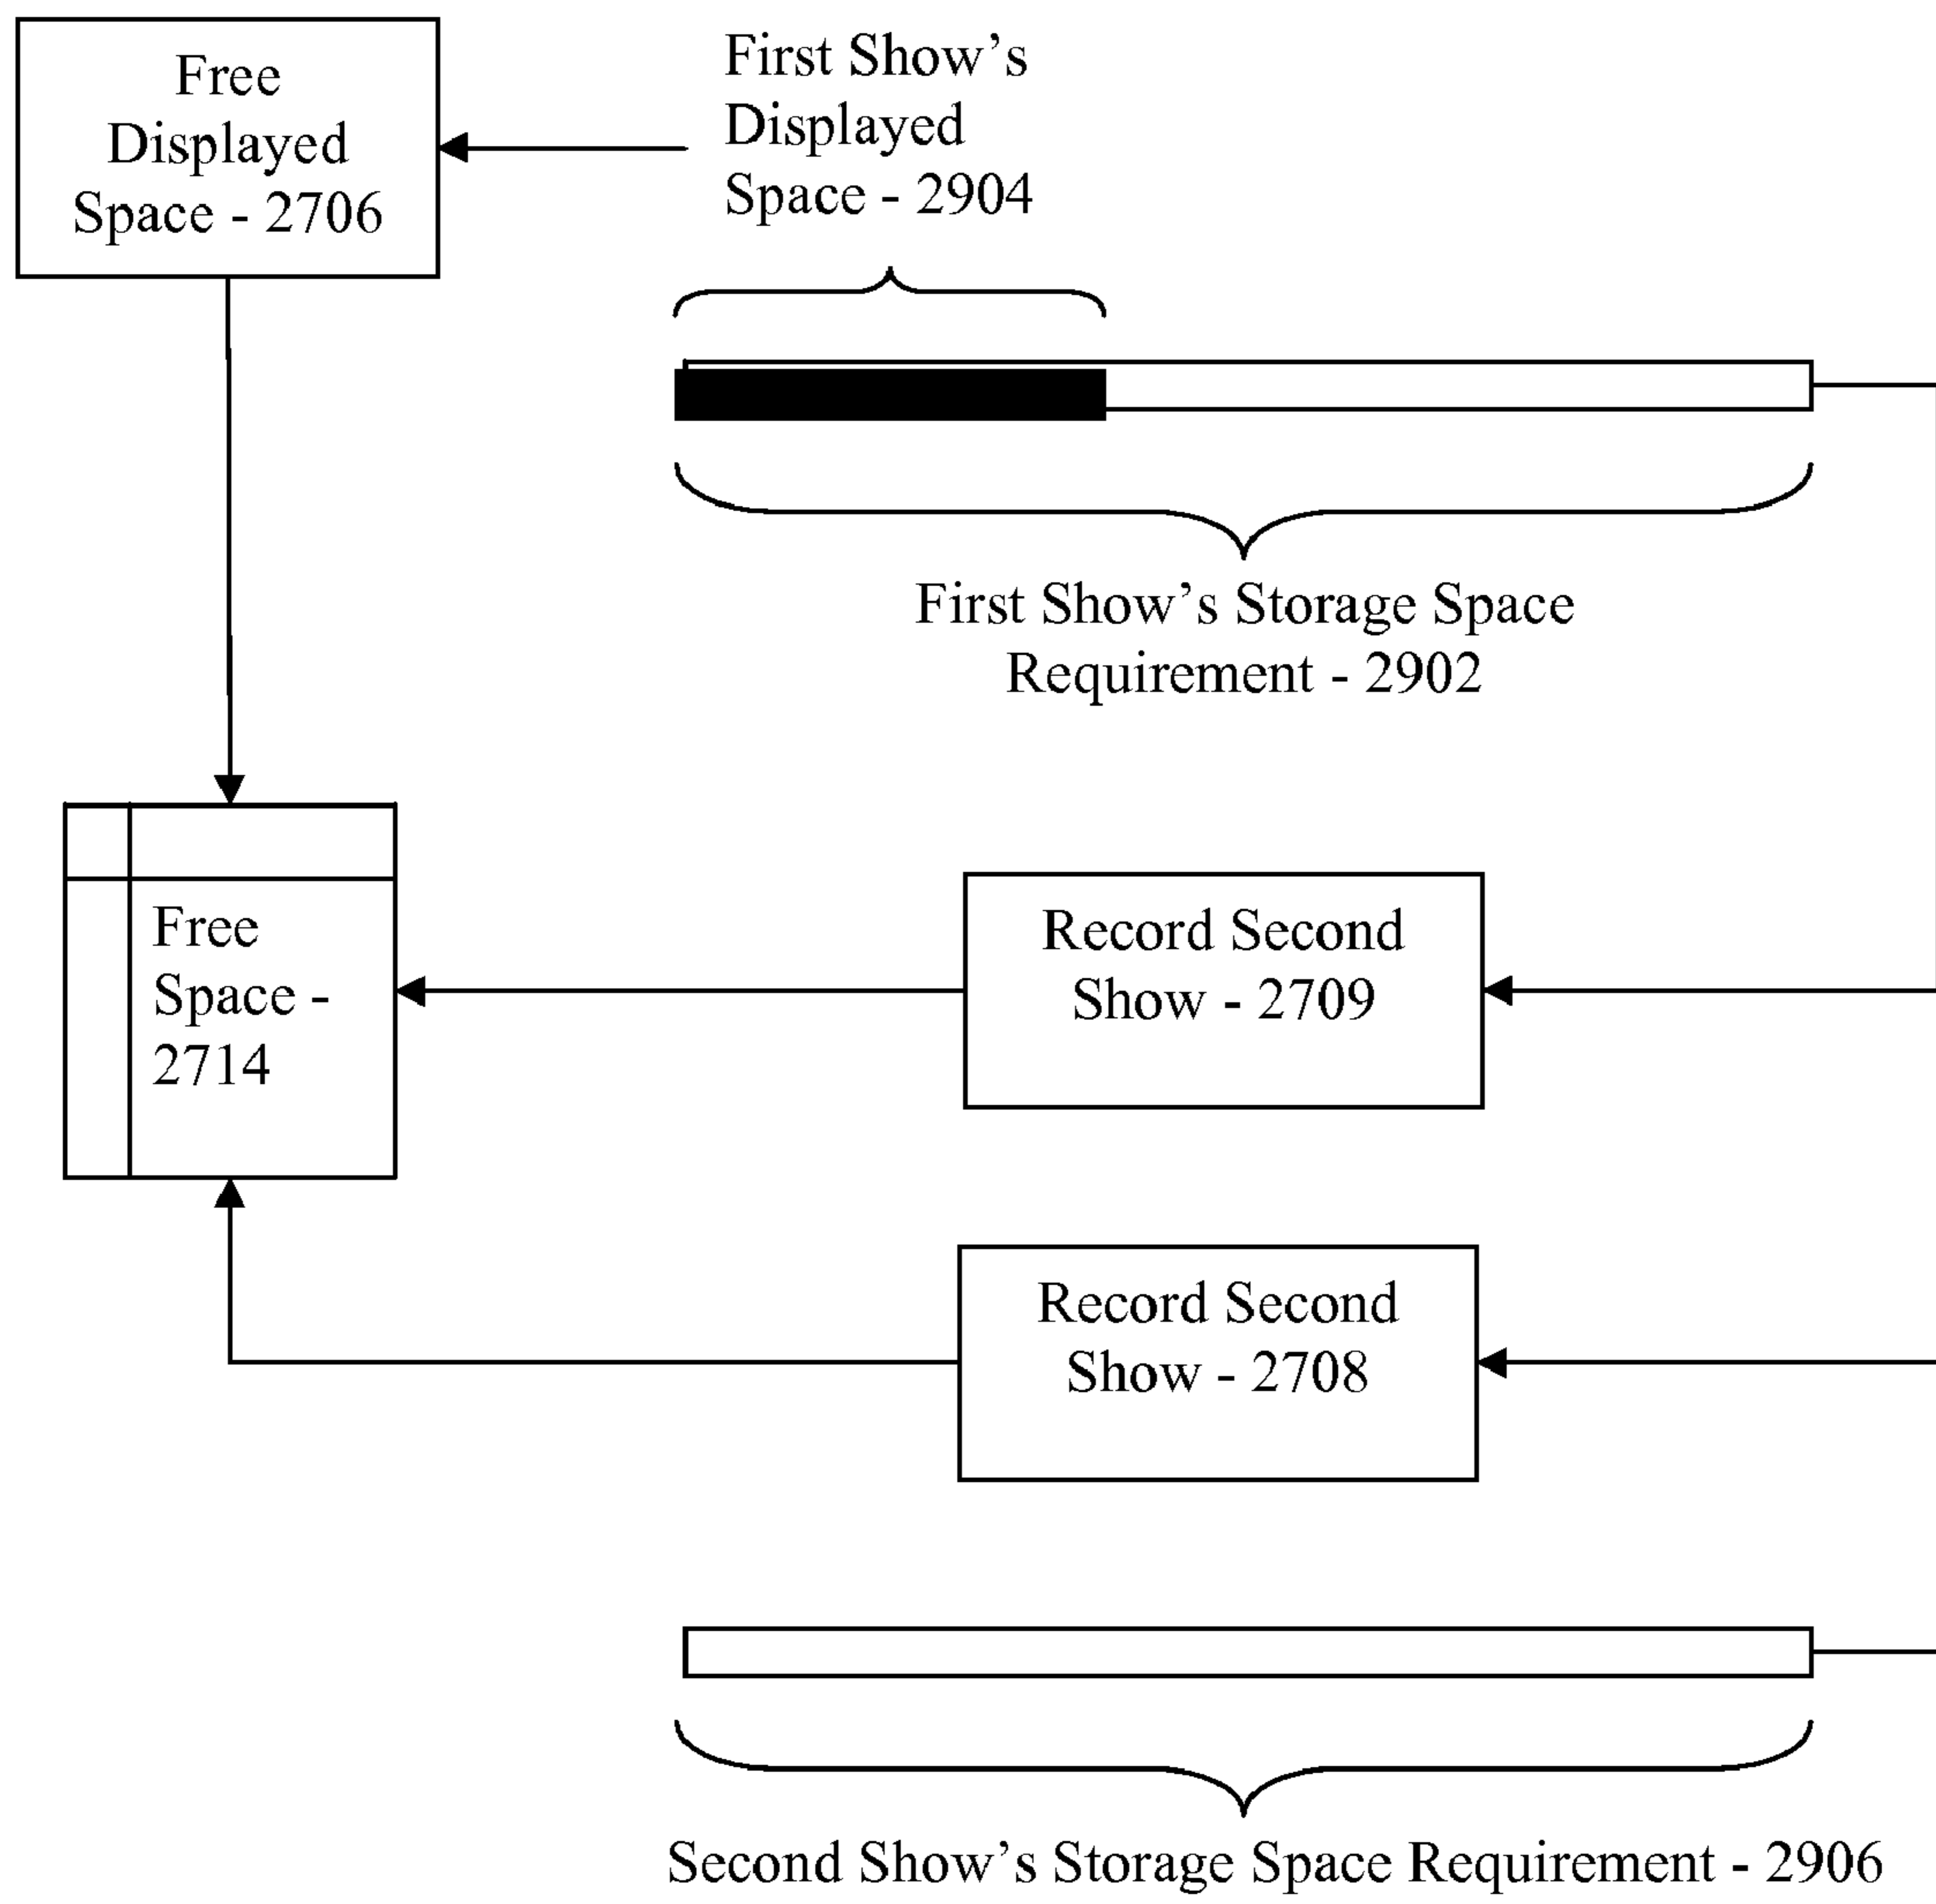 Free
Displayed
Space - 2706
First Show’s
Displayed
Space - 2904
First Show’s Storage Space
Requirement - 2902
Free
Space -
2714
Record Second
Show - 2709
Record Second
Show - 2708
Second Show’s Storage Space Requirement - 2906